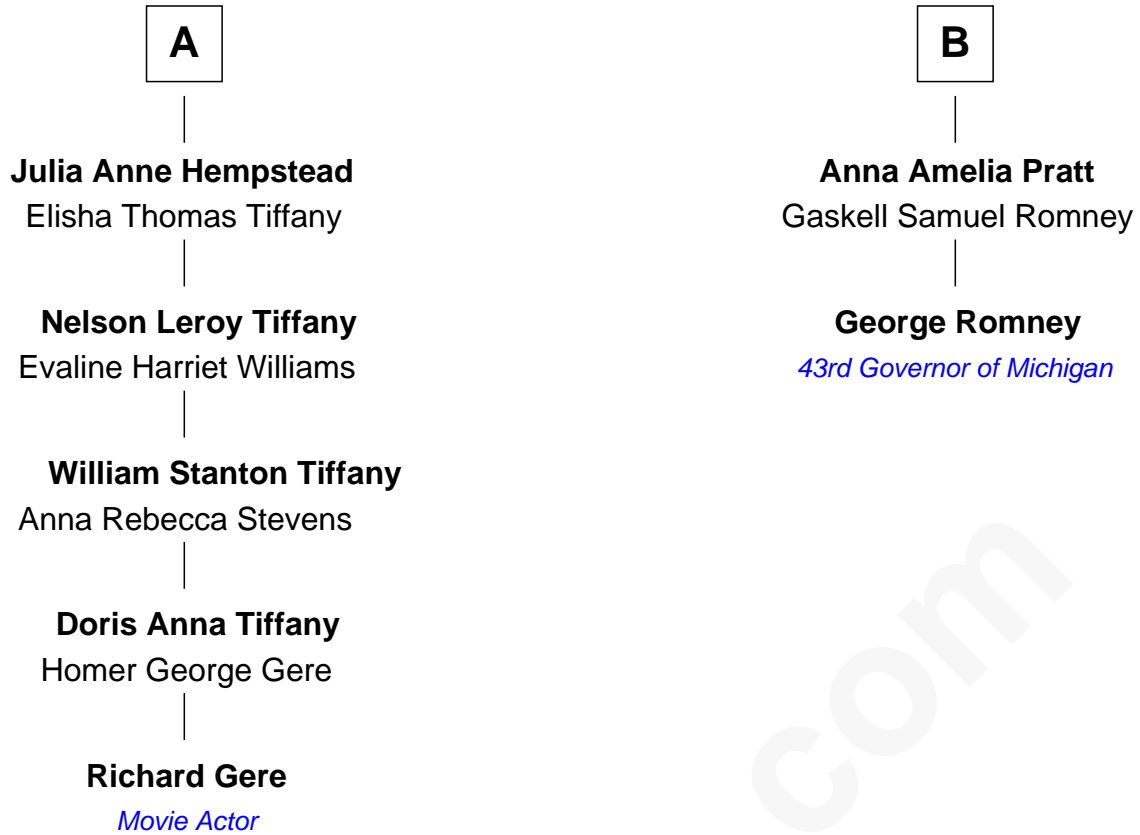 A
Julia Anne Hempstead
Elisha Thomas Tiffany
Nelson Leroy Tiffany
Evaline Harriet Williams
William Stanton Tiffany
Anna Rebecca Stevens
Doris Anna Tiffany
Homer George Gere
Richard Gere
Movie Actor
B
Anna Amelia Pratt
Gaskell Samuel Romney
George Romney
43rd Governor of Michigan
com